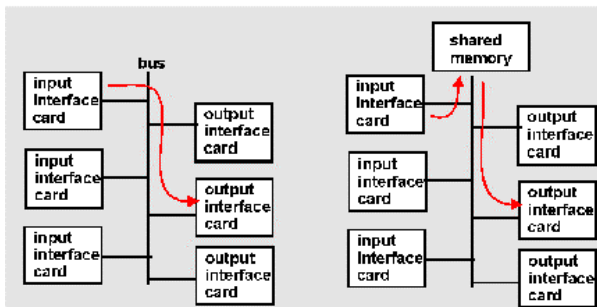 bus
input
interface
card
input
interface
card
input
interface
card
output
interface
card
output
interface
card
output
interface
card
shared
memory
input
interface
card
input
interface
card
input
interface
card
output
interface
card
output
interface
card
output
interface
card